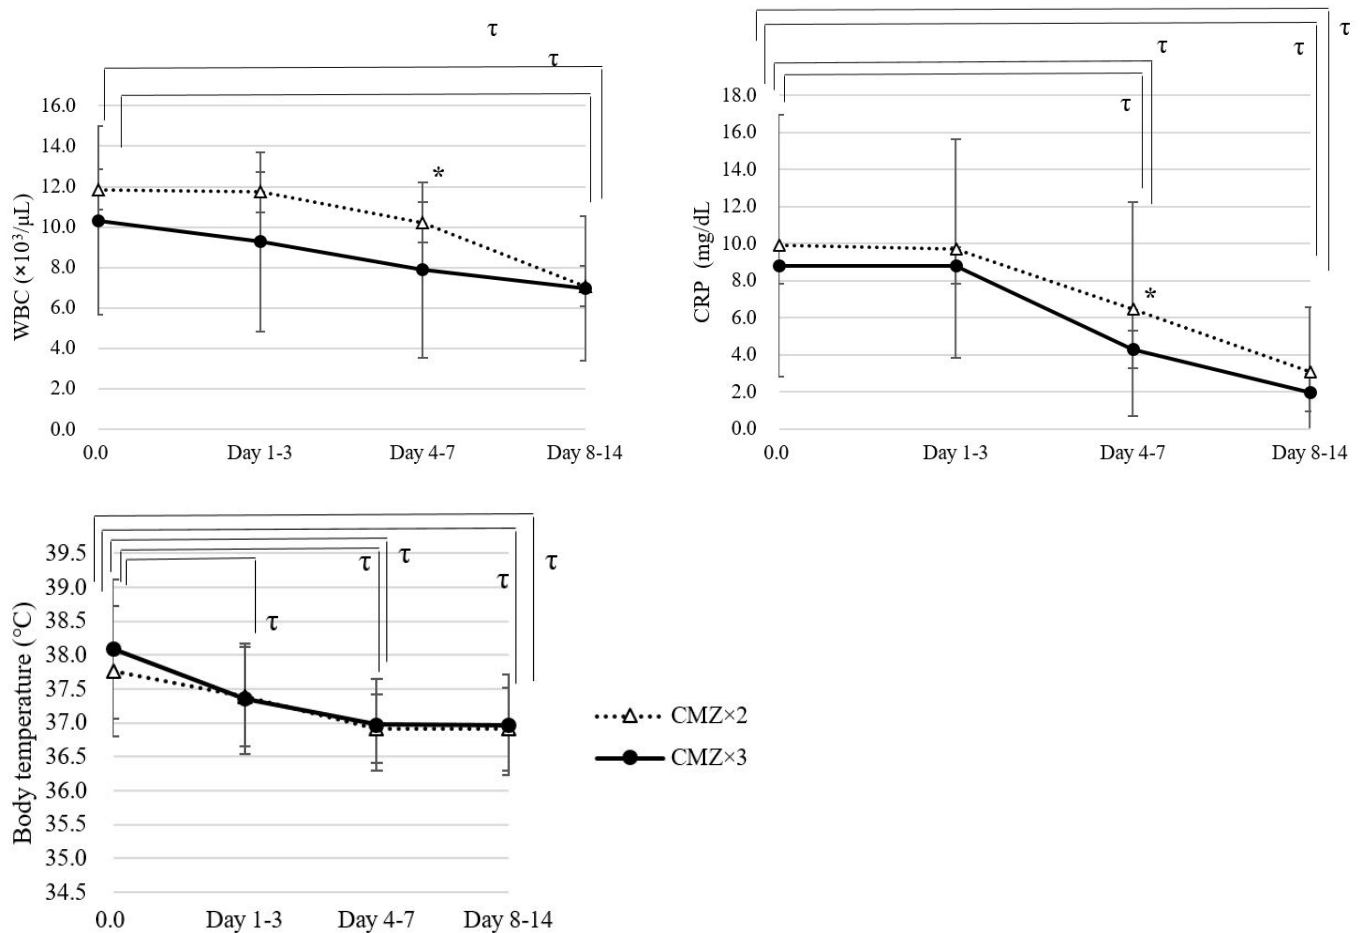 τ
τ
16.0
14.0
12.0
10.0
8.0
6.0
4.0
2.0
0.0
WBC (×10³/μL)
*
0.0 Day 1-3 Day 4-7 Day 8-14
τ
τ
τ
τ
18.0
16.0
14.0
12.0
10.0
8.0
6.0
4.0
2.0
0.0
CRP (mg/dL)
*
0.0 Day 1-3 Day 4-7 Day 8-14
39.5
39.0
38.5
38.0
37.5
37.0
36.5
36.0
35.5
35.0
34.5
Body temperature (°C)
τ
τ
τ
τ
τ
0.0 Day 1-3 Day 4-7 Day 8-14
CMZ×2
CMZ×3